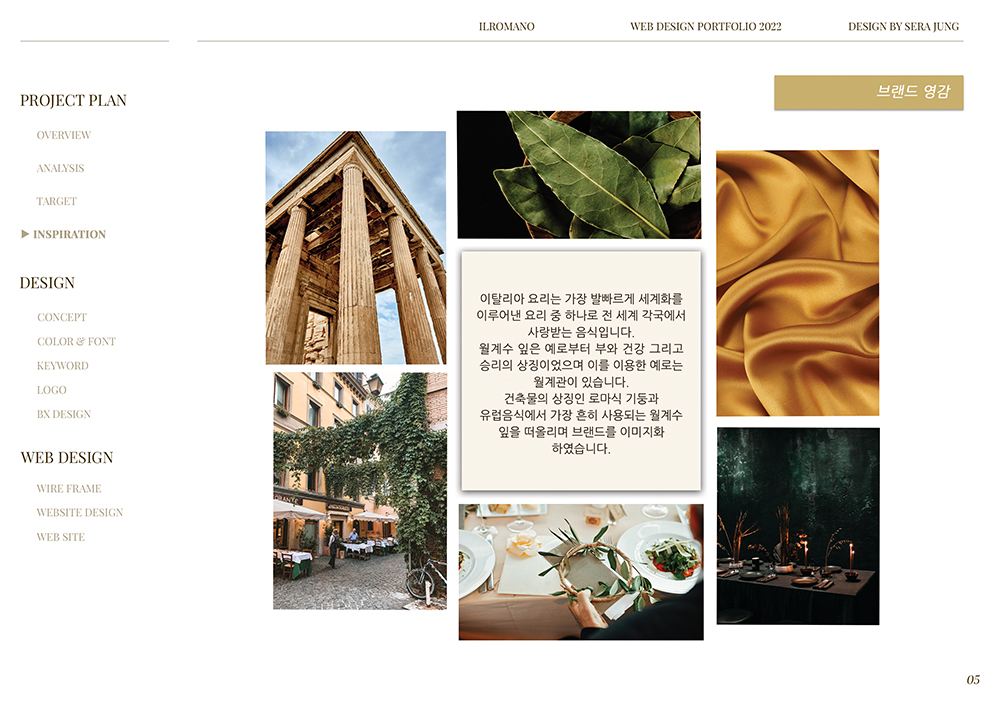 ILROMANO
WEB DESIGN PORTFOLIO 2022
DESIGN BY SERA JUNG
PROJECT PLAN
OVERVIEW
ANALYSIS
TARGET
▶ INSPIRATION
DESIGN
CONCEPT
COLOR & FONT
KEYWORD
LOGO
BX DESIGN
WEB DESIGN
WIRE FRAME
WEBSITE DESIGN
WEB SITE
브랜드 영감
이탈리아 요리는 가장 발빠르게 세계화를
이루어낸 요리 중 하나로 전 세계 각국에서
사랑받는 음식입니다.
월계수 잎은 예로부터 부와 건강 그리고
승리의 상징이었으며 이를 이용한 예로는
월계관이 있습니다.
건축물의 상징인 로마식 기둥과
유럽음식에서 가장 흔히 사용되는 월계수
잎을 떠올리며 브랜드를 이미지화
하였습니다.
05